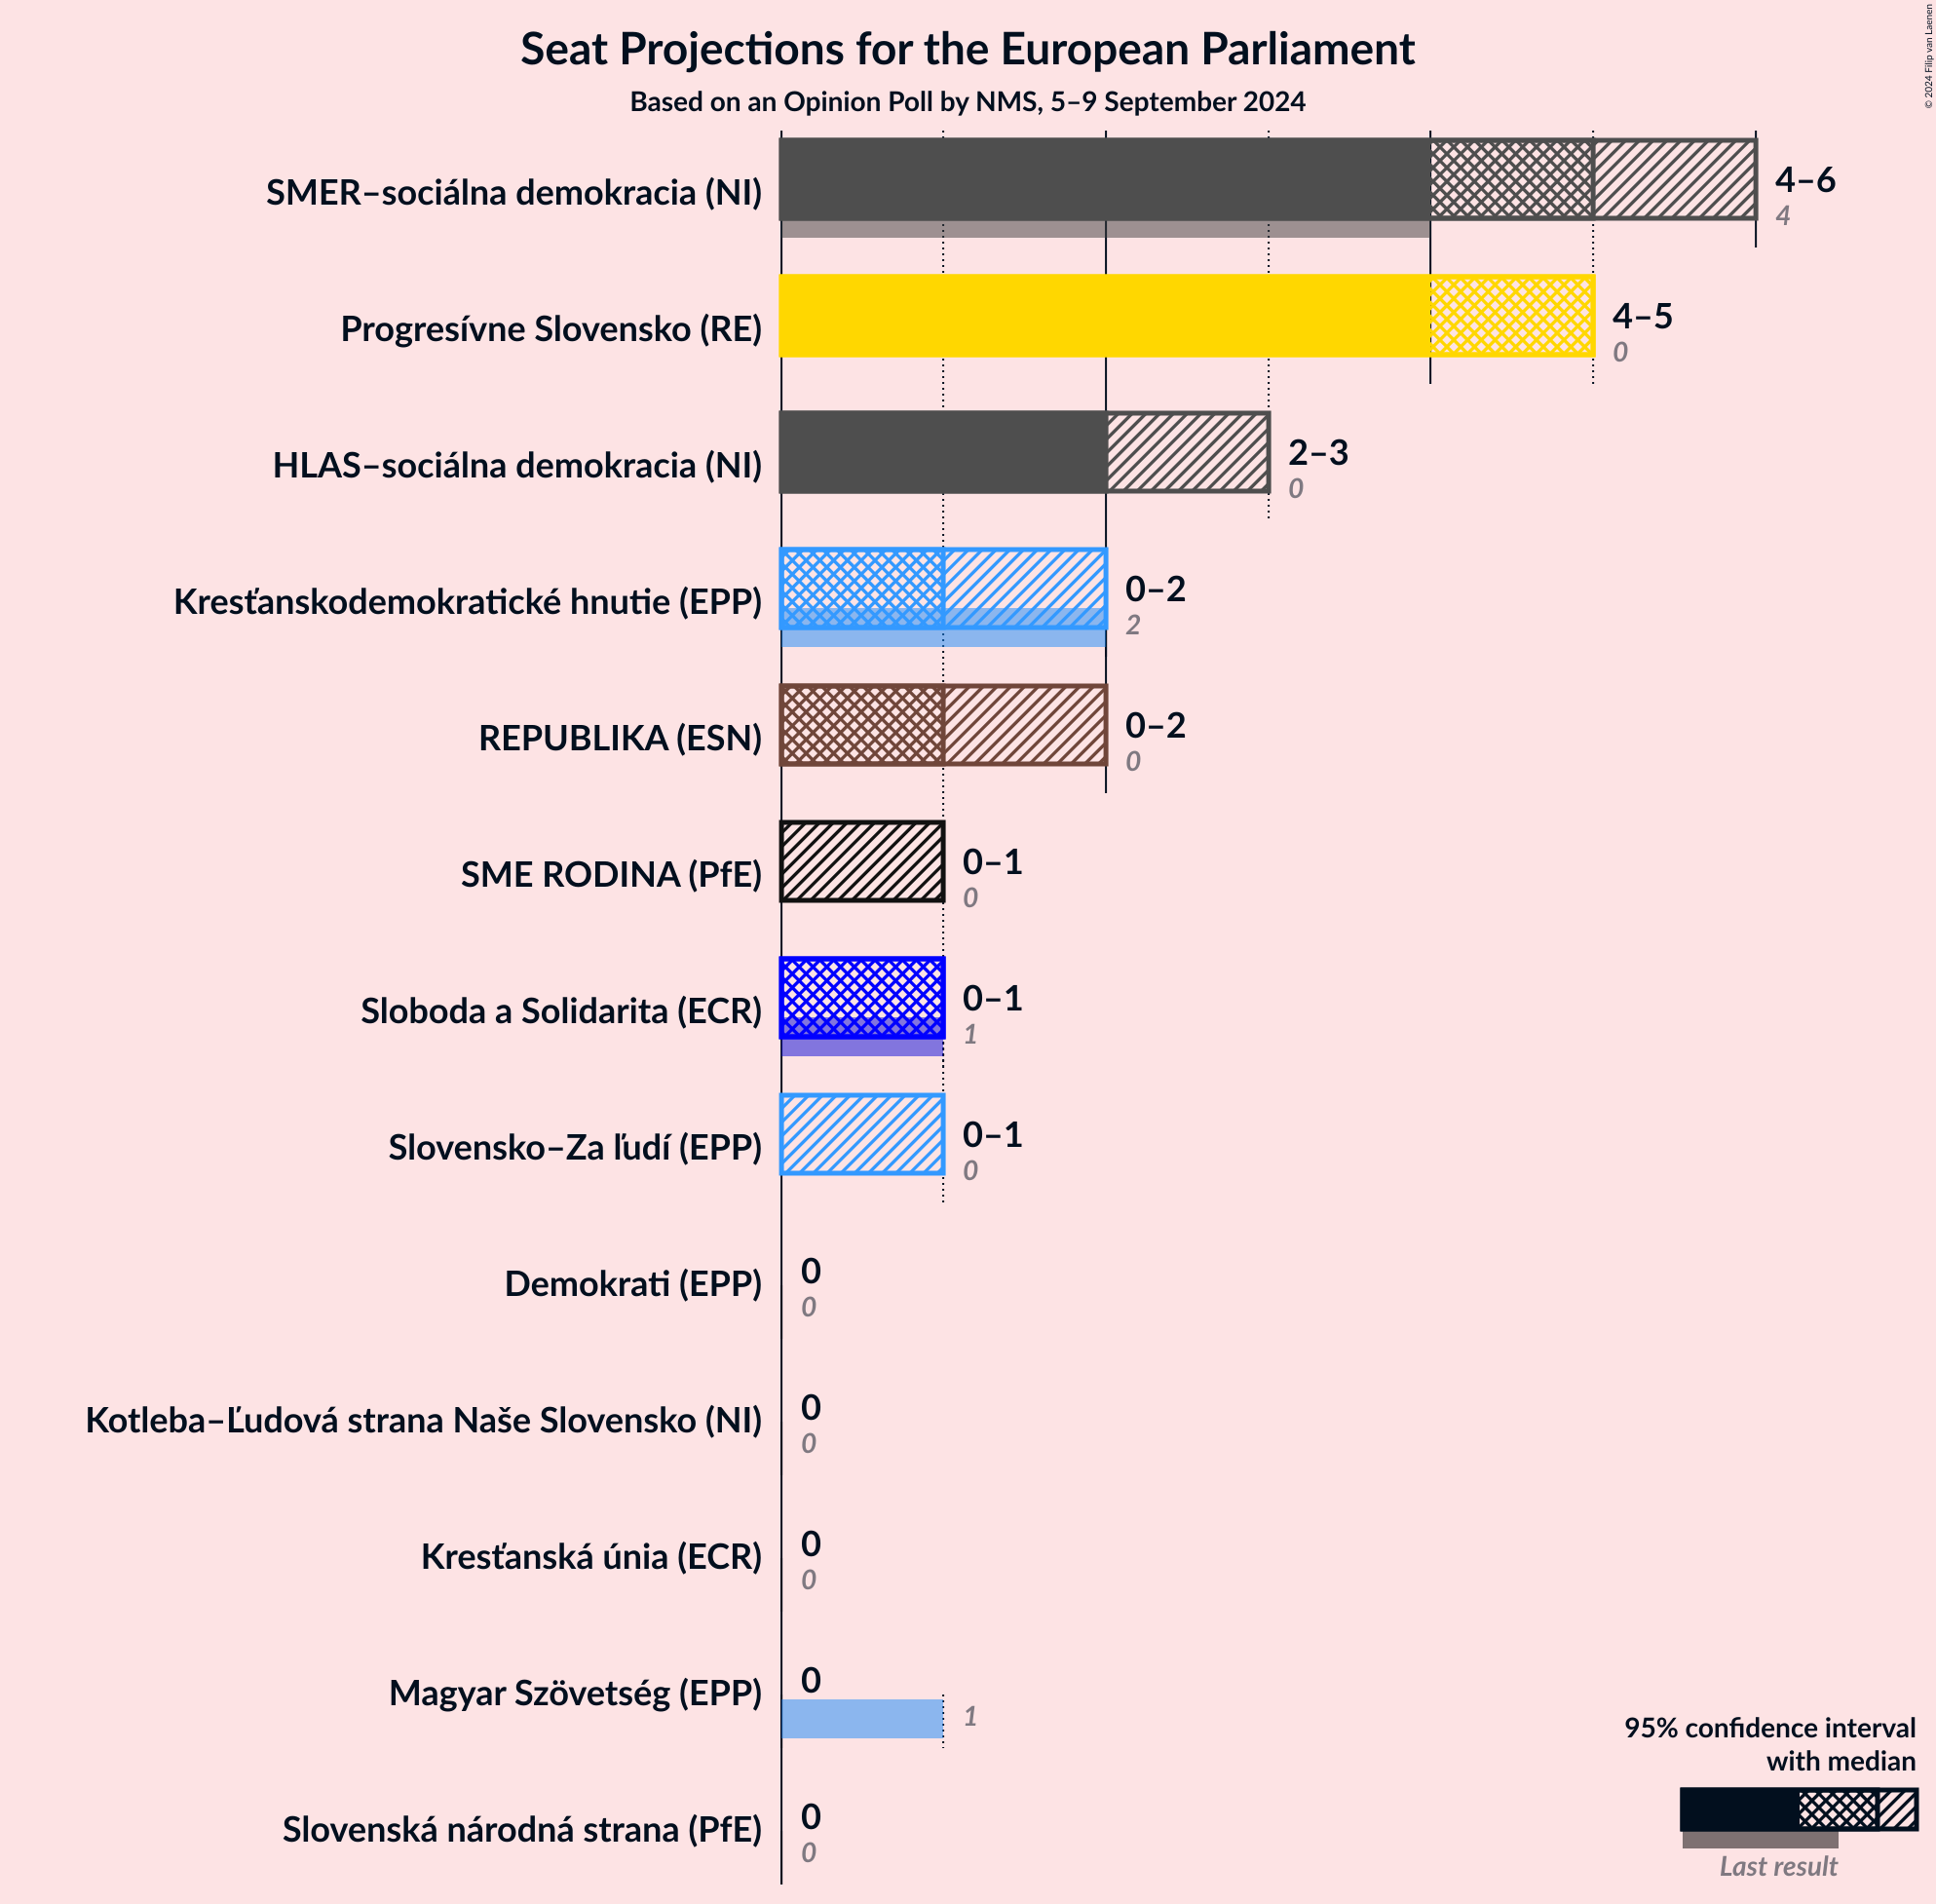 Seat Projections for the European Parliament
Based on an Opinion Poll by NMS, 5–9 September 2024
© 2024 Filip van Laenen
SMER–sociálna demokracia (NI)
4–6
4
Progresívne Slovensko (RE)
4–5
0
HLAS–sociálna demokracia (NI)
2–3
0
Kresťanskodemokratické hnutie (EPP)
0–2
2
REPUBLIKA (ESN)
0–2
0
SME RODINA (PfE)
0–1
0
Sloboda a Solidarita (ECR)
0–1
1
Slovensko–Za ľudí (EPP)
0–1
0
Demokrati (EPP)
0
0
Kotleba–Ľudová strana Naše Slovensko (NI)
0
0
Kresťanská únia (ECR)
0
0
Magyar Szövetség (EPP)
0
1
Slovenská národná strana (PfE)
0
0
95% confidence interval
with median
Last result